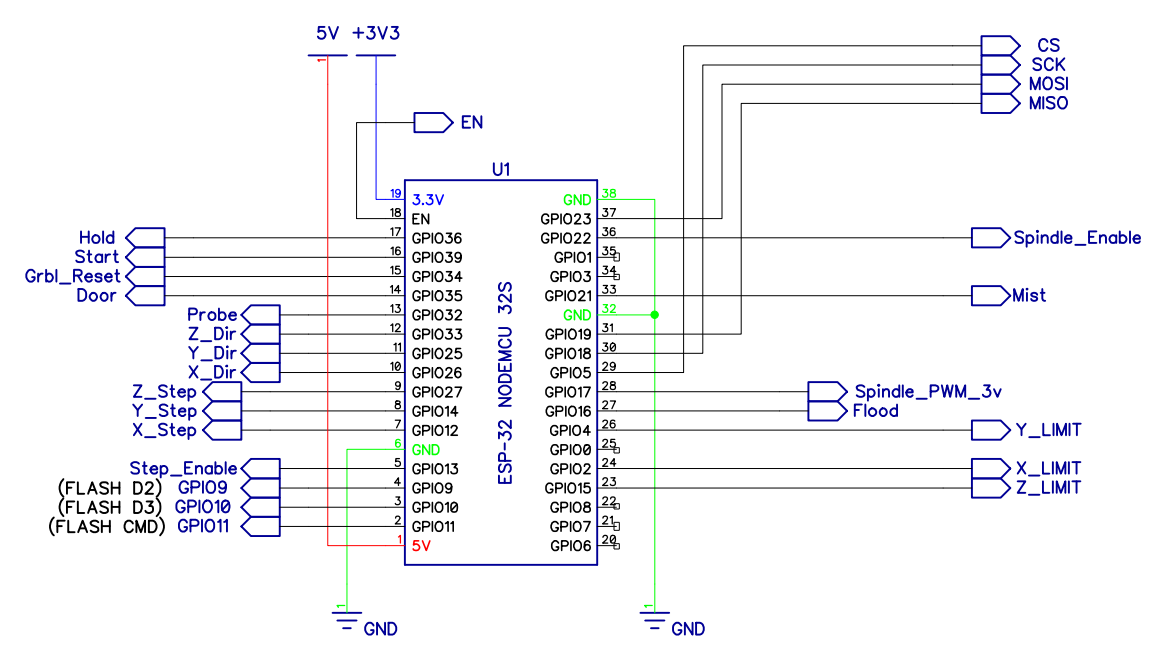 5V +3V3
1
EN
U1
19 3.3V
18 EN
Hold 17 GPIO36
Start 16 GPIO39
Grbl_Reset 15 GPIO34
Door 14 GPIO35
Probe 13 GPIO32
Z_Dir 12 GPIO33
Y_Dir 11 GPIO25
X_Dir 10 GPIO26
Z_Step 9 GPIO27
Y_Step 8 GPIO14
X_Step 7 GPIO12
6 GND
Step_Enable 5 GPIO13
(FLASH D2) GPIO9 4 GPIO9
(FLASH D3) GPIO10 3 GPIO10
(FLASH CMD) GPIO11 2 GPIO11
1 5V
ESP-32 NODEMCU 32S
CS
SCK
MOSI
MISO
GND 38
GPIO23 37
GPIO22 36 Spindle_Enable
GPIO1 35
GPIO3 34
GPIO21 33 Mist
GND 32
GPIO19 31
GPIO18 30
GPIO5 29
GPIO17 28 Spindle_PWM_3v
GPIO16 27 Flood
GPIO4 26 Y_LIMIT
GPIO0 25
GPIO2 24 X_LIMIT
GPIO15 23 Z_LIMIT
GPIO8 22
GPIO7 21
GPIO6 20
1 GND
1 GND